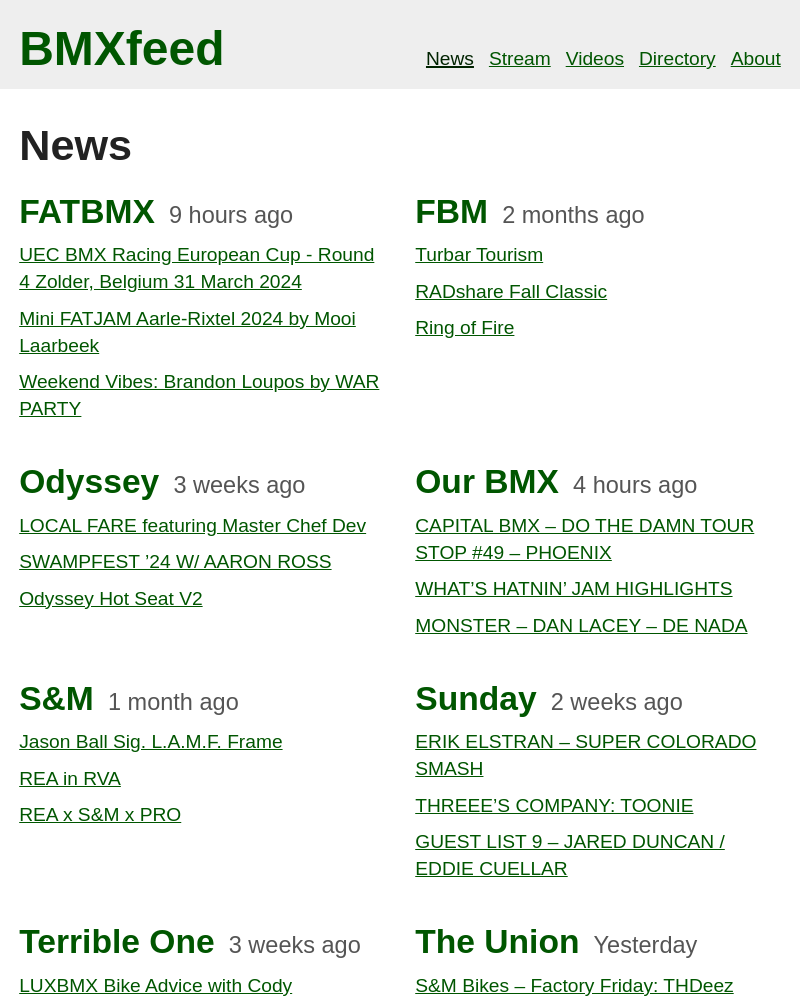 BMXfeed
News Stream Videos Directory About
News
FATBMX 9 hours ago
UEC BMX Racing European Cup - Round
4 Zolder, Belgium 31 March 2024
Mini FATJAM Aarle-Rixtel 2024 by Mooi
Laarbeek
Weekend Vibes: Brandon Loupos by WAR
PARTY
FBM 2 months ago
Turbar Tourism
RADshare Fall Classic
Ring of Fire
Odyssey 3 weeks ago
LOCAL FARE featuring Master Chef Dev
SWAMPFEST ’24 W/ AARON ROSS
Odyssey Hot Seat V2
Our BMX 4 hours ago
CAPITAL BMX – DO THE DAMN TOUR
STOP #49 – PHOENIX
WHAT’S HATNIN’ JAM HIGHLIGHTS
MONSTER – DAN LACEY – DE NADA
S&M 1 month ago
Jason Ball Sig. L.A.M.F. Frame
REA in RVA
REA x S&M x PRO
Sunday 2 weeks ago
ERIK ELSTRAN – SUPER COLORADO
SMASH
THREEE’S COMPANY: TOONIE
GUEST LIST 9 – JARED DUNCAN /
EDDIE CUELLAR
Terrible One 3 weeks ago
LUXBMX Bike Advice with Cody
The Union Yesterday
S&M Bikes – Factory Friday: THDeez